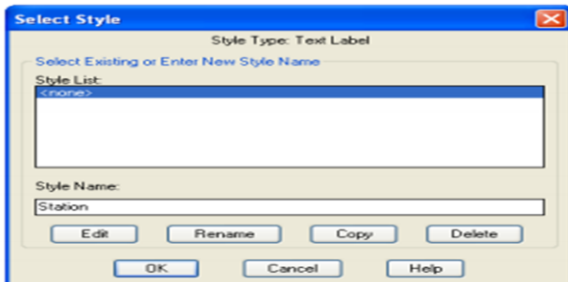 Select Style
Style Type: Text Label
Select Existing or Enter New Style Name
Style List:
<none>
Style Name:
Station
Edit Rename Copy Delete
OK Cancel Help